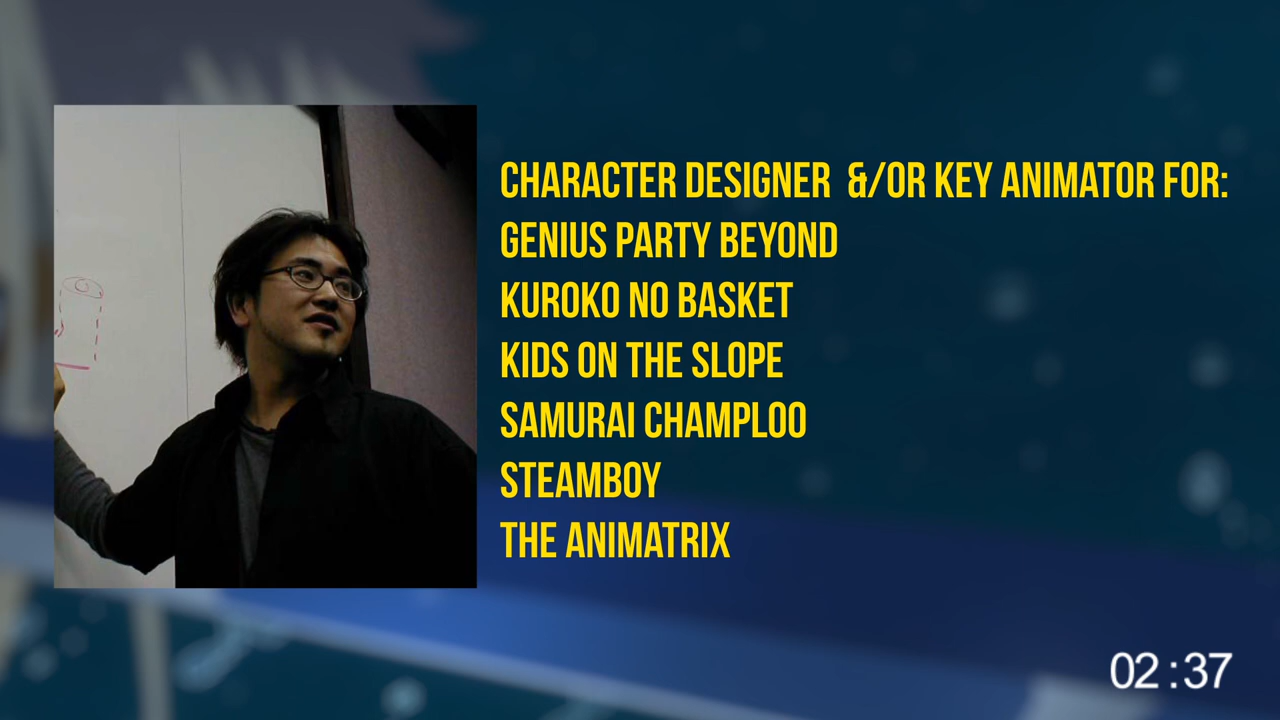 CHARACTER DESIGNER &/OR KEY ANIMATOR FOR:
GENIUS PARTY BEYOND
KUROKO NO BASKET
KIDS ON THE SLOPE
SAMURAI CHAMPLOO
STEAMBOY
THE ANIMATRIX
02:37